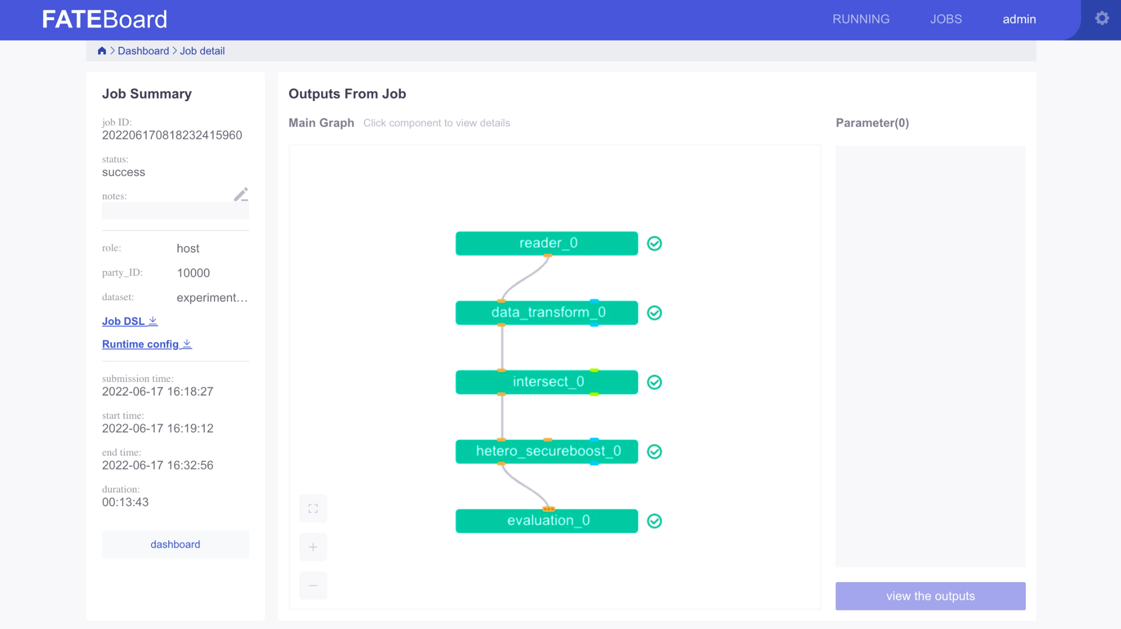 FATEBoard
RUNNING JOBS admin
Dashboard > Job detail
Job Summary
job ID:
202206170818232415960
status:
success
notes:
role: host
party_ID: 10000
dataset: experiment...
Job DSL
Runtime config
submission time:
2022-06-17 16:18:27
start time:
2022-06-17 16:19:12
end time:
2022-06-17 16:32:56
duration:
00:13:43
dashboard
Outputs From Job
Main Graph Click component to view details
reader_0
data_transform_0
intersect_0
hetero_secureboost_0
evaluation_0
Parameter(0)
view the outputs